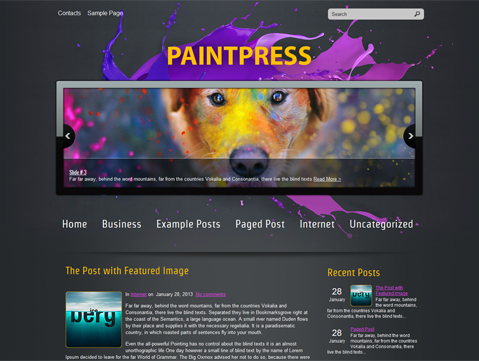 Contacts Sample Page
Search
PAINTPRESS
Slide # 3
Far far away, behind the word mountains, far from the countries Vokalia and Consonantia, there live the blind texts. Read More >
Home Business Example Posts Paged Post Internet Uncategorized
The Post with Featured Image
In Internet on January 28, 2013 No comments
Far far away, behind the word mountains, far from the countries Vokalia and
Consonantia, there live the blind texts. Separated they live in Bookmarksgrove right at
the coast of the Semantics, a large language ocean. A small river named Duden flows
by their place and supplies it with the necessary regelialia. It is a paradisematic
country, in which roasted parts of sentences fly into your mouth.
Even the all-powerful Pointing has no control about the blind texts it is an almost
unorthographic life One day however a small line of blind text by the name of Lorem
Ipsum decided to leave for the far World of Grammar. The Big Oxmox advised her not to do so, because there were
Recent Posts
28
January
The Post with
Featured Image
Far far away, behind
the word mountains,
far from the countries Vokalia and
Consonantia, there live the blind texts...
28
January
Paged Post
Far far away, behind
the word mountains,
far from the countries Vokalia and
Consonantia, there
live the blind texts...